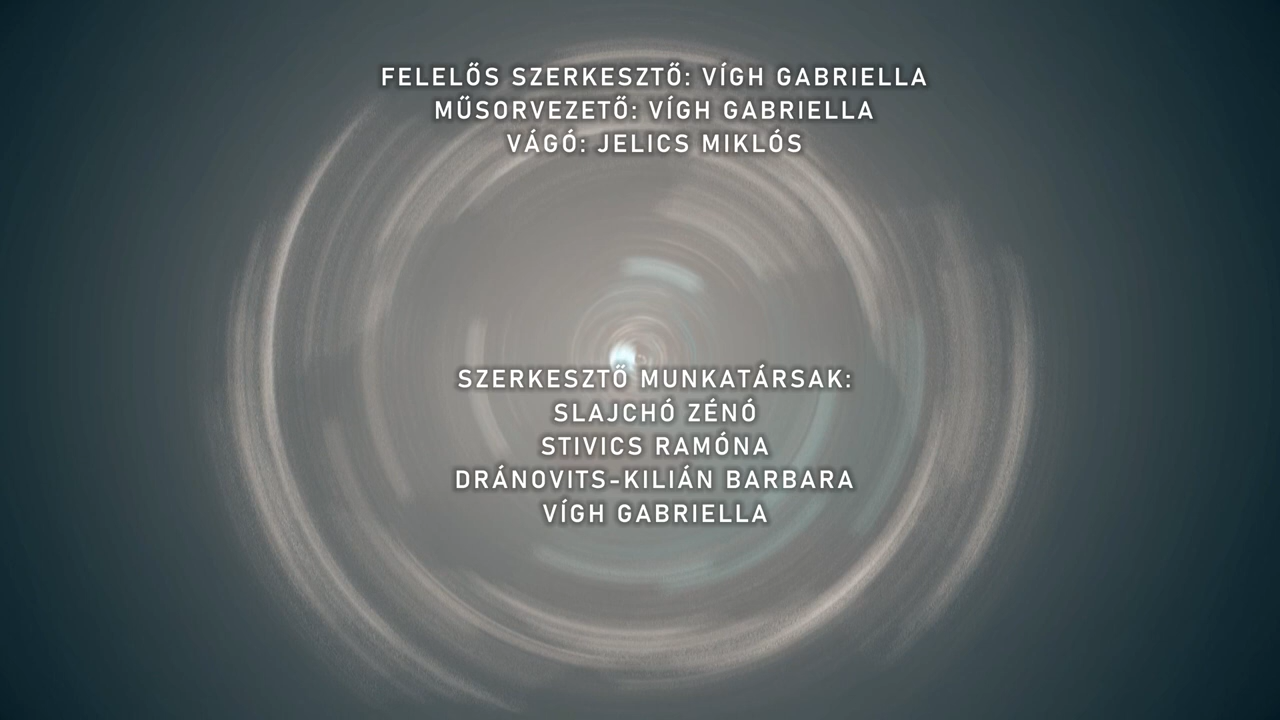 FELELŐS SZERKESZTŐ: VÍGH GABRIELLA
MŰSORVEZETŐ: VÍGH GABRIELLA
VÁGÓ: JELICS MIKLÓS
SZERKESZTŐ MUNKATÁRSAK:
SLAJCHÓ ZÉNÓ
STIVICS RAMÓNA
DRÁNOVITS-KILIÁN BARBARA
VÍGH GABRIELLA